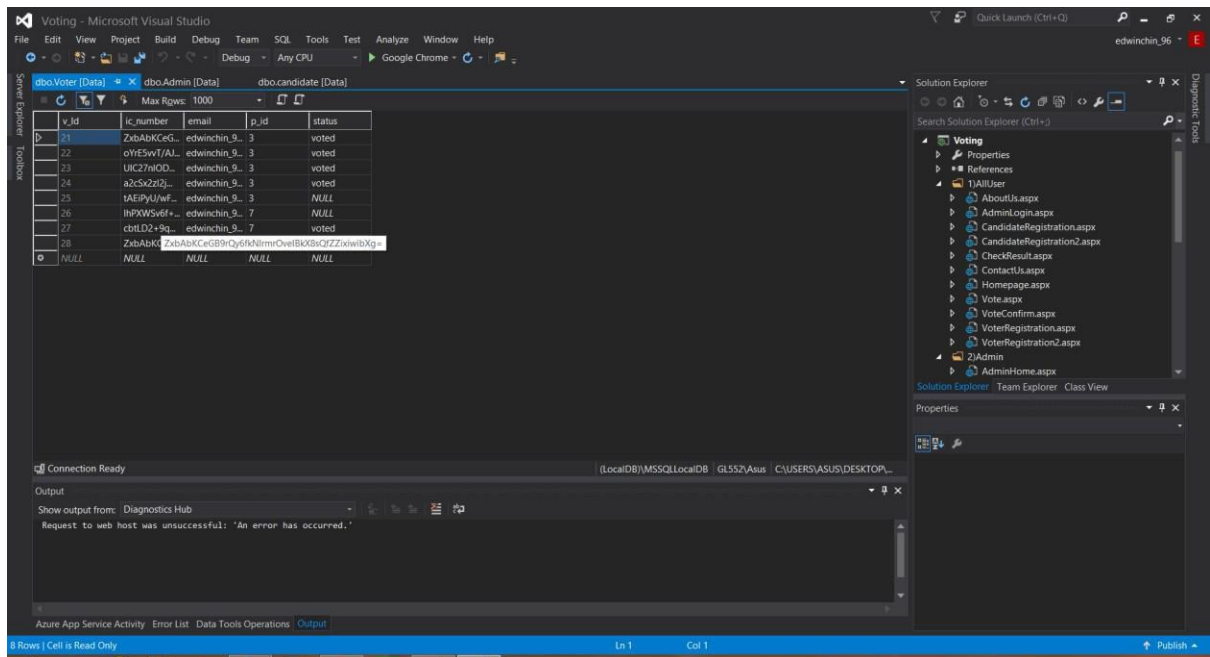 Voting - Microsoft Visual Studio
Quick Launch (Ctrl+Q)
File Edit View Project Build Debug Team SQL Tools Test Analyze Window Help
edwinchin_96 E
Debug Any CPU Google Chrome
Server Explorer
Toolbox
dbo.Voter [Data] dbo.Admin [Data] dbo.candidate [Data]
Max Rows: 1000
v_Id ic_number email p_id status
21 ZxbAbKCeG... edwinchin_9... 3 voted
22 oYrE5vvT/AJ... edwinchin_9... 3 voted
23 UIC27nIOD... edwinchin_9... 3 voted
24 a2cSx2zI2j... edwinchin_9... 3 voted
25 tAEiPyU/wF... edwinchin_9... 3 NULL
26 IhPXWSv6f+... edwinchin_9... 7 NULL
27 cbtLD2+9q... edwinchin_9... 7 voted
28 ZxbAbKC
ZxbAbKCeGB9rQy6fkNlrmrOveIBkX8sQfZZixiwibXg=
NULL NULL NULL NULL NULL
Connection Ready
(LocalDB)\MSSQLLocalDB GL552\Asus C:\USERS\ASUS\DESKTOP\...
Output
Show output from: Diagnostics Hub
Request to web host was unsuccessful: 'An error has occurred.'
Azure App Service Activity Error List Data Tools Operations Output
Solution Explorer
Search Solution Explorer (Ctrl+;)
Voting
Properties
References
1)AllUser
AboutUs.aspx
AdminLogin.aspx
CandidateRegistration.aspx
CandidateRegistration2.aspx
CheckResult.aspx
ContactUs.aspx
Homepage.aspx
Vote.aspx
VoteConfirm.aspx
VoterRegistration.aspx
VoterRegistration2.aspx
2)Admin
AdminHome.aspx
Solution Explorer Team Explorer Class View
Properties
Diagnostic Tools
8 Rows | Cell is Read Only Ln 1 Col 1 Publish